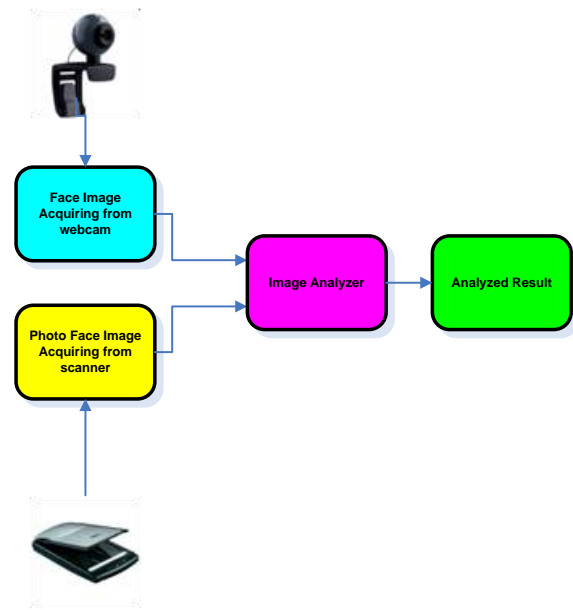 Face Image
Acquiring from
webcam
Image Analyzer
Analyzed Result
Photo Face Image
Acquiring from
scanner